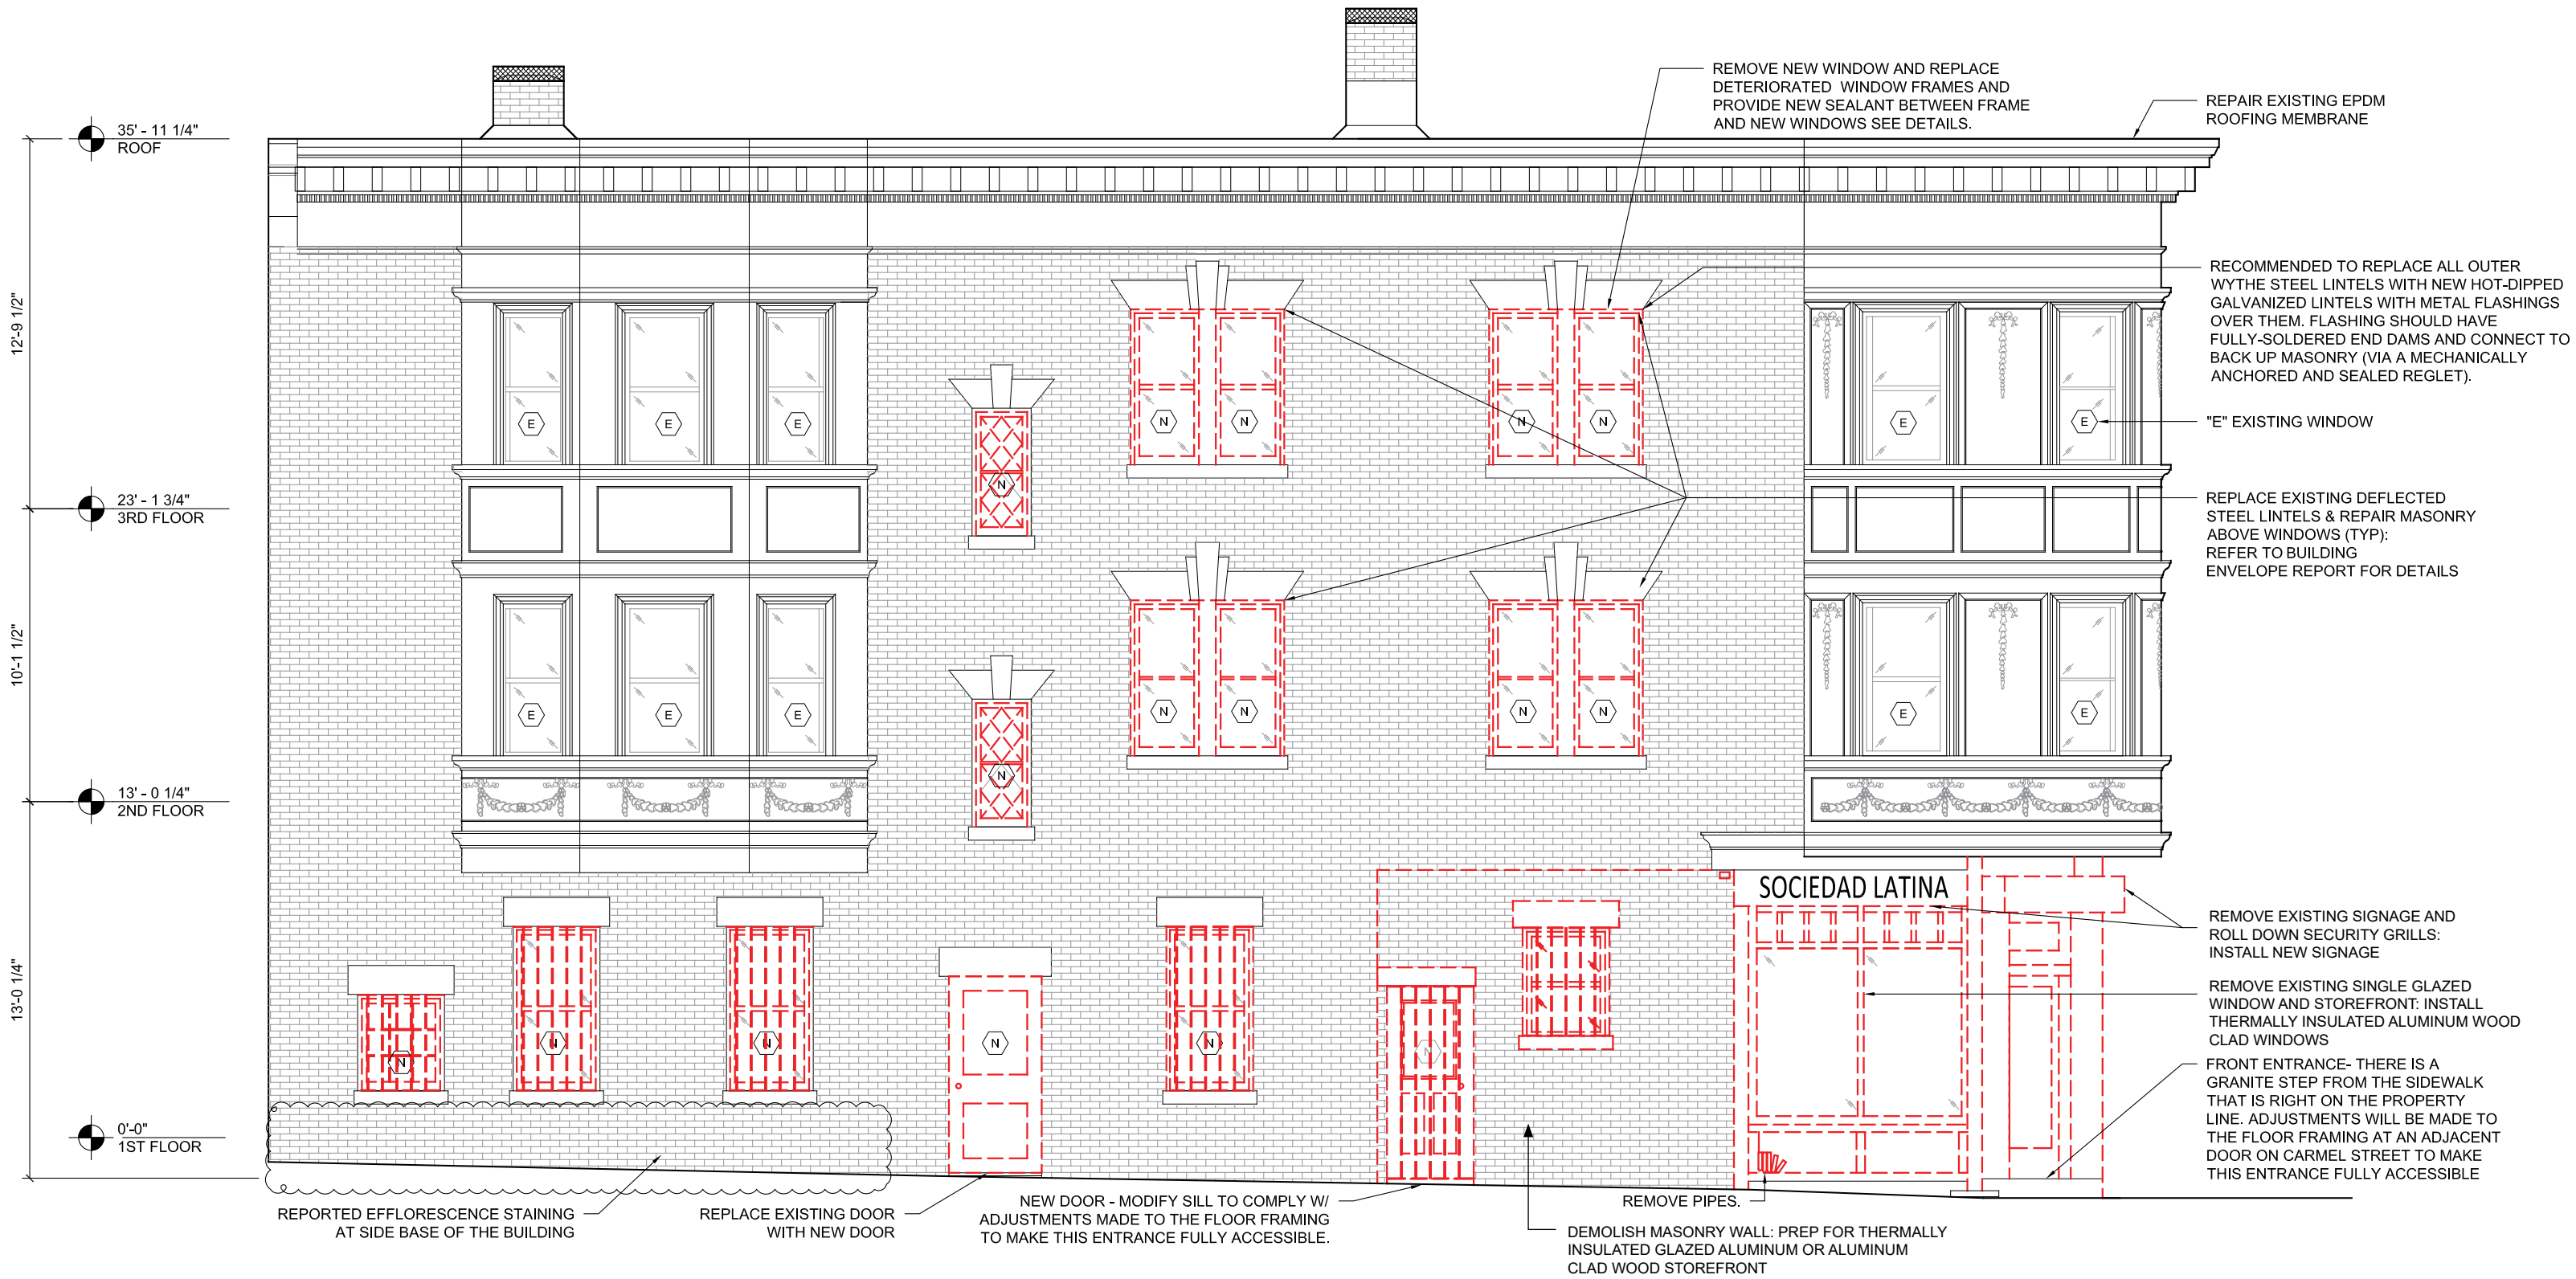 REMOVE NEW WINDOW AND REPLACE
DETERIORATED WINDOW FRAMES AND
PROVIDE NEW SEALANT BETWEEN FRAME
AND NEW WINDOWS SEE DETAILS.
REPAIR EXISTING EPDM
ROOFING MEMBRANE
35' - 11 1/4"
ROOF
RECOMMENDED TO REPLACE ALL OUTER
WYTHE STEEL LINTELS WITH NEW HOT-DIPPED
GALVANIZED LINTELS WITH METAL FLASHINGS
OVER THEM. FLASHING SHOULD HAVE
FULLY-SOLDERED END DAMS AND CONNECT TO
BACK UP MASONRY (VIA A MECHANICALLY
ANCHORED AND SEALED REGLET).
12'-9 1/2"
E E E N N N N E E
"E" EXISTING WINDOW
N
23' - 1 3/4"
3RD FLOOR
REPLACE EXISTING DEFLECTED
STEEL LINTELS & REPAIR MASONRY
ABOVE WINDOWS (TYP):
REFER TO BUILDING
ENVELOPE REPORT FOR DETAILS
10'-1 1/2"
E E E N N N N E E
N
13' - 0 1/4"
2ND FLOOR
SOCIEDAD LATINA
REMOVE EXISTING SIGNAGE AND
ROLL DOWN SECURITY GRILLS:
INSTALL NEW SIGNAGE
13'-0 1/4"
REMOVE EXISTING SINGLE GLAZED
WINDOW AND STOREFRONT: INSTALL
THERMALLY INSULATED ALUMINUM WOOD
CLAD WINDOWS
N N N N N N
FRONT ENTRANCE- THERE IS A
GRANITE STEP FROM THE SIDEWALK
THAT IS RIGHT ON THE PROPERTY
LINE. ADJUSTMENTS WILL BE MADE TO
THE FLOOR FRAMING AT AN ADJACENT
DOOR ON CARMEL STREET TO MAKE
THIS ENTRANCE FULLY ACCESSIBLE
0'-0"
1ST FLOOR
REPORTED EFFLORESCENCE STAINING
AT SIDE BASE OF THE BUILDING
REPLACE EXISTING DOOR
WITH NEW DOOR
NEW DOOR - MODIFY SILL TO COMPLY W/
ADJUSTMENTS MADE TO THE FLOOR FRAMING
TO MAKE THIS ENTRANCE FULLY ACCESSIBLE.
REMOVE PIPES.
DEMOLISH MASONRY WALL: PREP FOR THERMALLY
INSULATED GLAZED ALUMINUM OR ALUMINUM
CLAD WOOD STOREFRONT